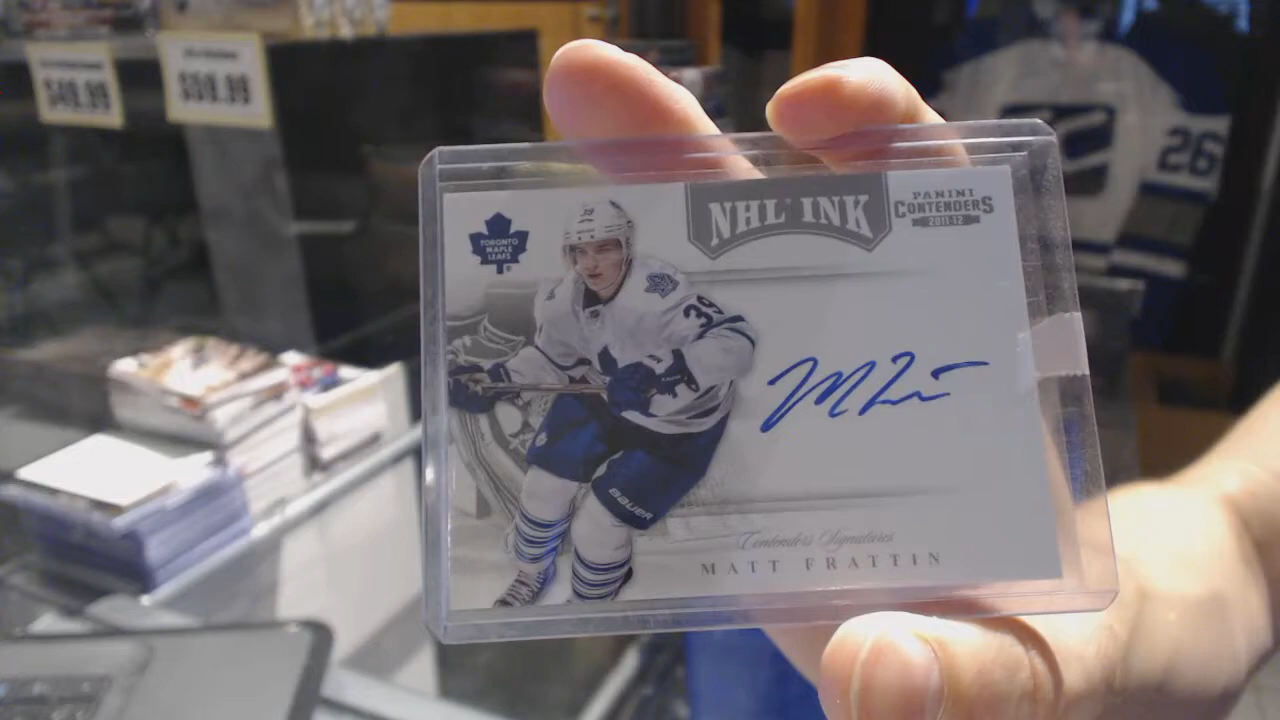 $49.99
$59.99
26
NHL INK
PANINI
CONTENDERS
2011-12
TORONTO
MAPLE
LEAFS
39
39
BAUER
Contenders Signatures
MATT FRATTIN